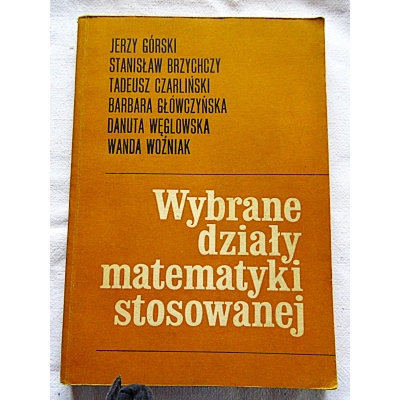 JERZY GÓRSKI
STANISŁAW BRZYCHCZY
TADEUSZ CZARLIŃSKI
BARBARA GŁÓWCZYŃSKA
DANUTA WĘGLOWSKA
WANDA WOŹNIAK
Wybrane
działy
matematyki
stosowanej